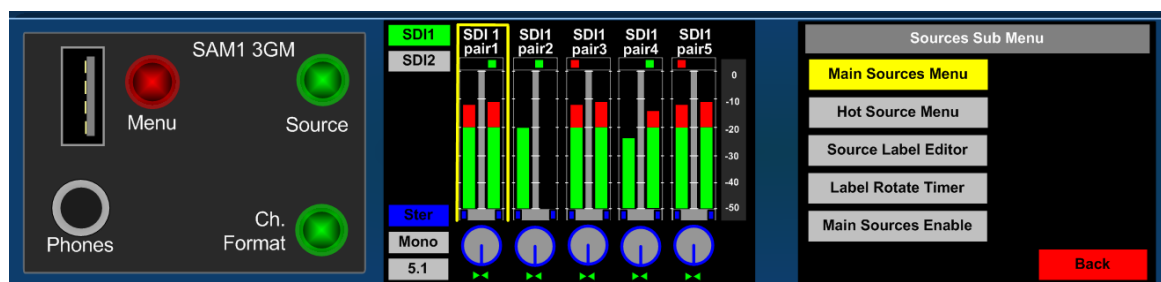 SAM1 3GM
Menu
Source
Phones
Ch.
Format
SDI1
SDI2
Ster
Mono
5.1
SDI 1
pair1
SDI1
pair2
SDI1
pair3
SDI1
pair4
SDI1
pair5
0
-10
-20
-30
-40
-50
Sources Sub Menu
Main Sources Menu
Hot Source Menu
Source Label Editor
Label Rotate Timer
Main Sources Enable
Back